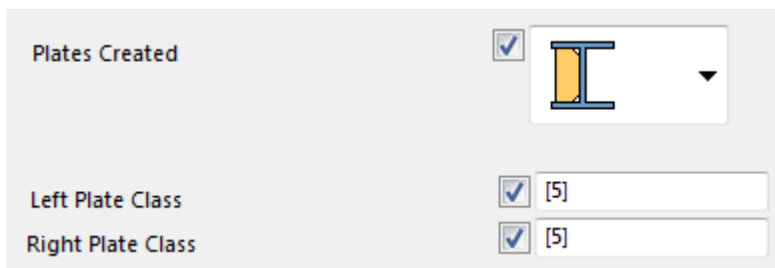 Plates Created
Left Plate Class [5]
Right Plate Class [5]